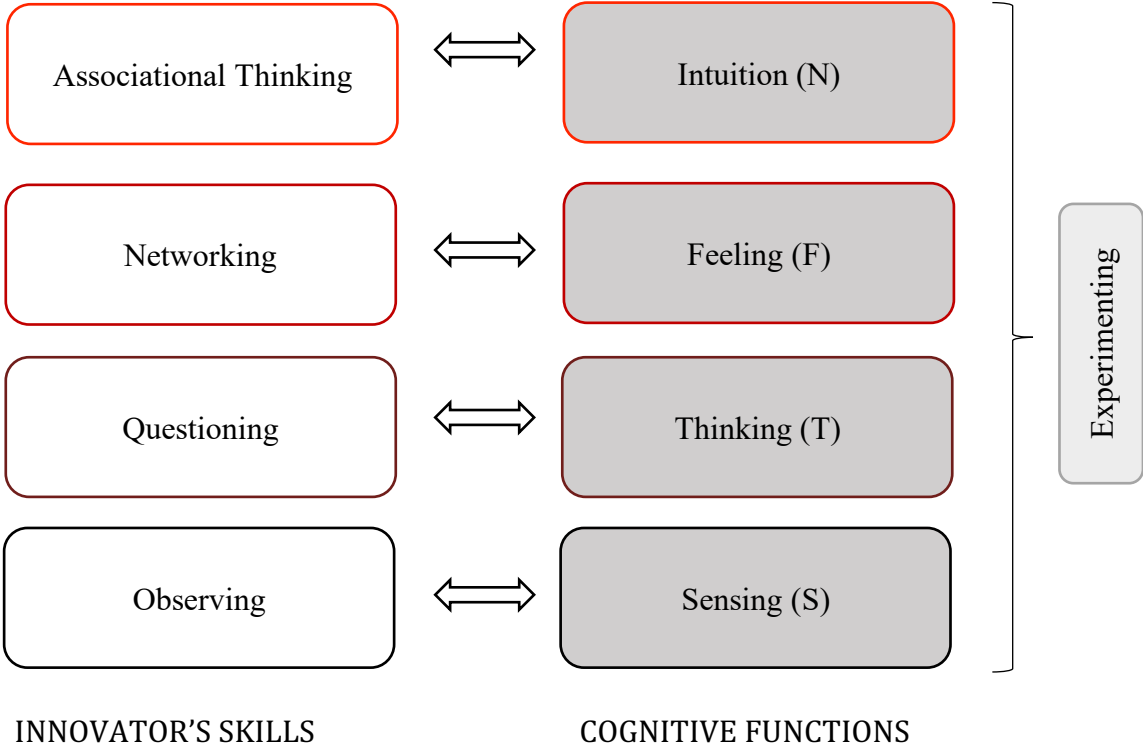 Associational Thinking
Intuition (N)
Networking
Feeling (F)
Experimenting
Questioning
Thinking (T)
Observing
Sensing (S)
INNOVATOR’S SKILLS
COGNITIVE FUNCTIONS